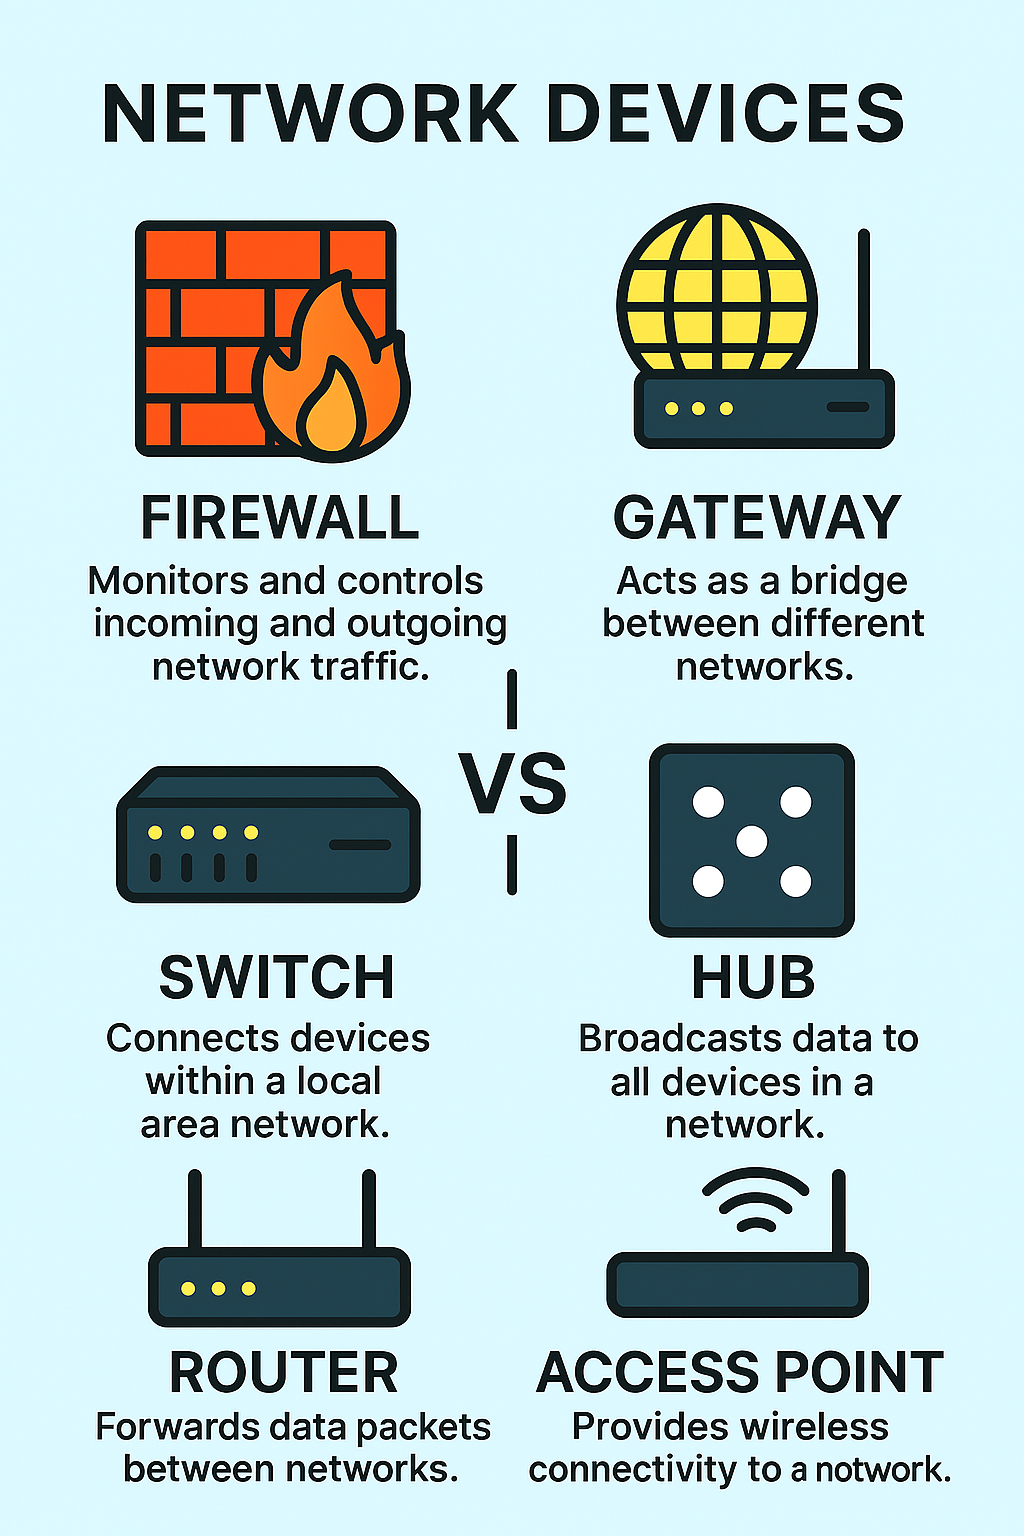 NETWORK DEVICES
FIREWALL
Monitors and controls
incoming and outgoing
network traffic.
GATEWAY
Acts as a bridge
between different
networks.
VS
SWITCH
Connects devices
within a local
area network.
HUB
Broadcasts data to
all devices in a
network.
ROUTER
Forwards data packets
between networks.
ACCESS POINT
Provides wireless
connectivity to a notwork.